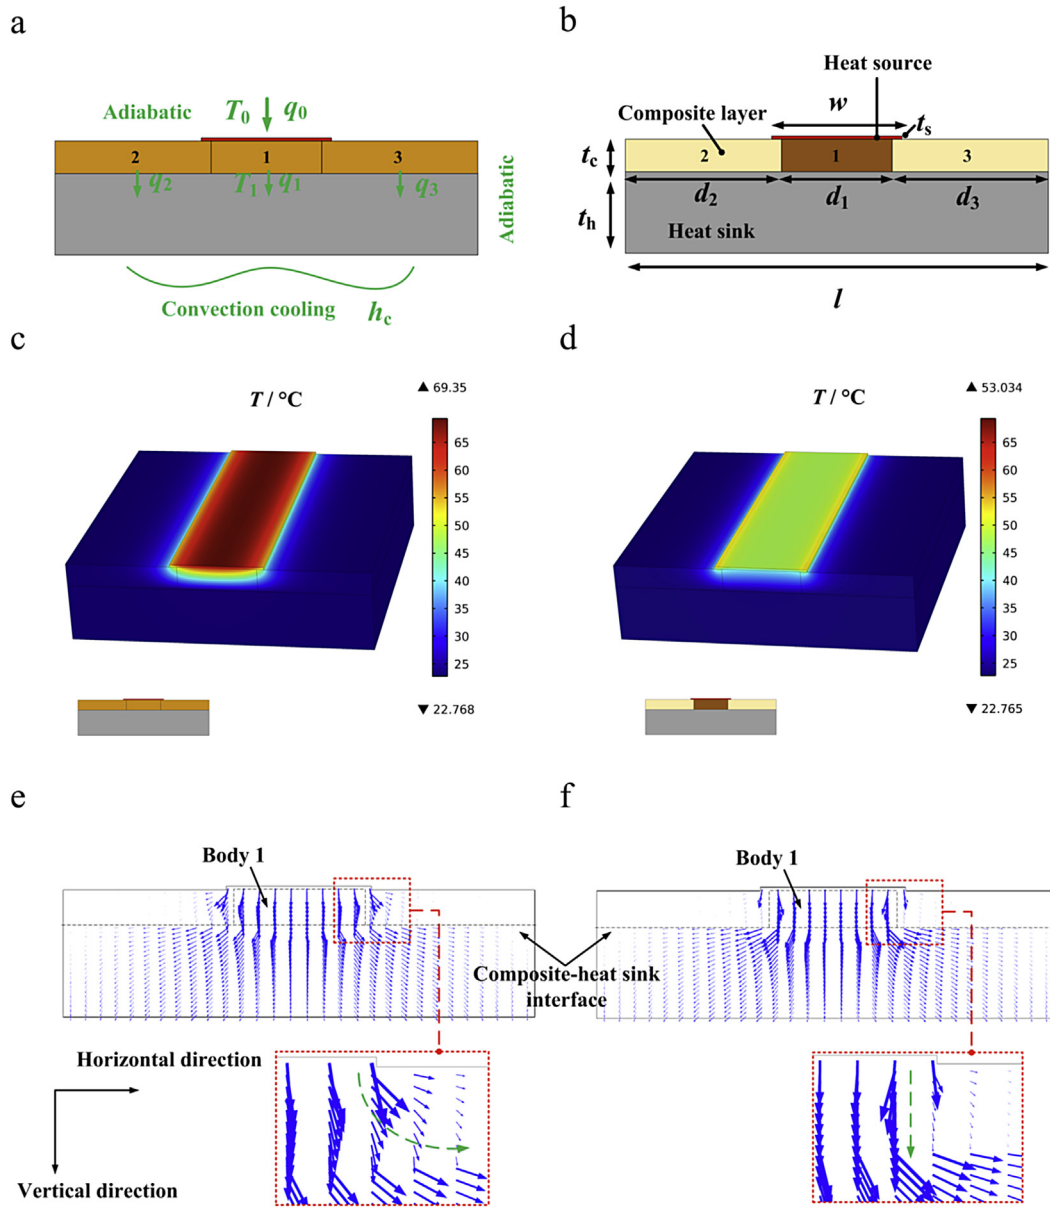 a
Adiabatic
T0
q0
2
1
3
q2
T1
q1
q3
Adiabatic
Convection cooling
hc
b
Heat source
w
Composite layer
ts
tc
2
1
3
d2
d1
d3
th
Heat sink
l
c
T / °C
▲ 69.35
65
60
55
50
45
40
35
30
25
▼ 22.768
d
T / °C
▲ 53.034
65
60
55
50
45
40
35
30
25
▼ 22.765
e
Body 1
f
Body 1
Composite-heat sink
interface
Horizontal direction
Vertical direction